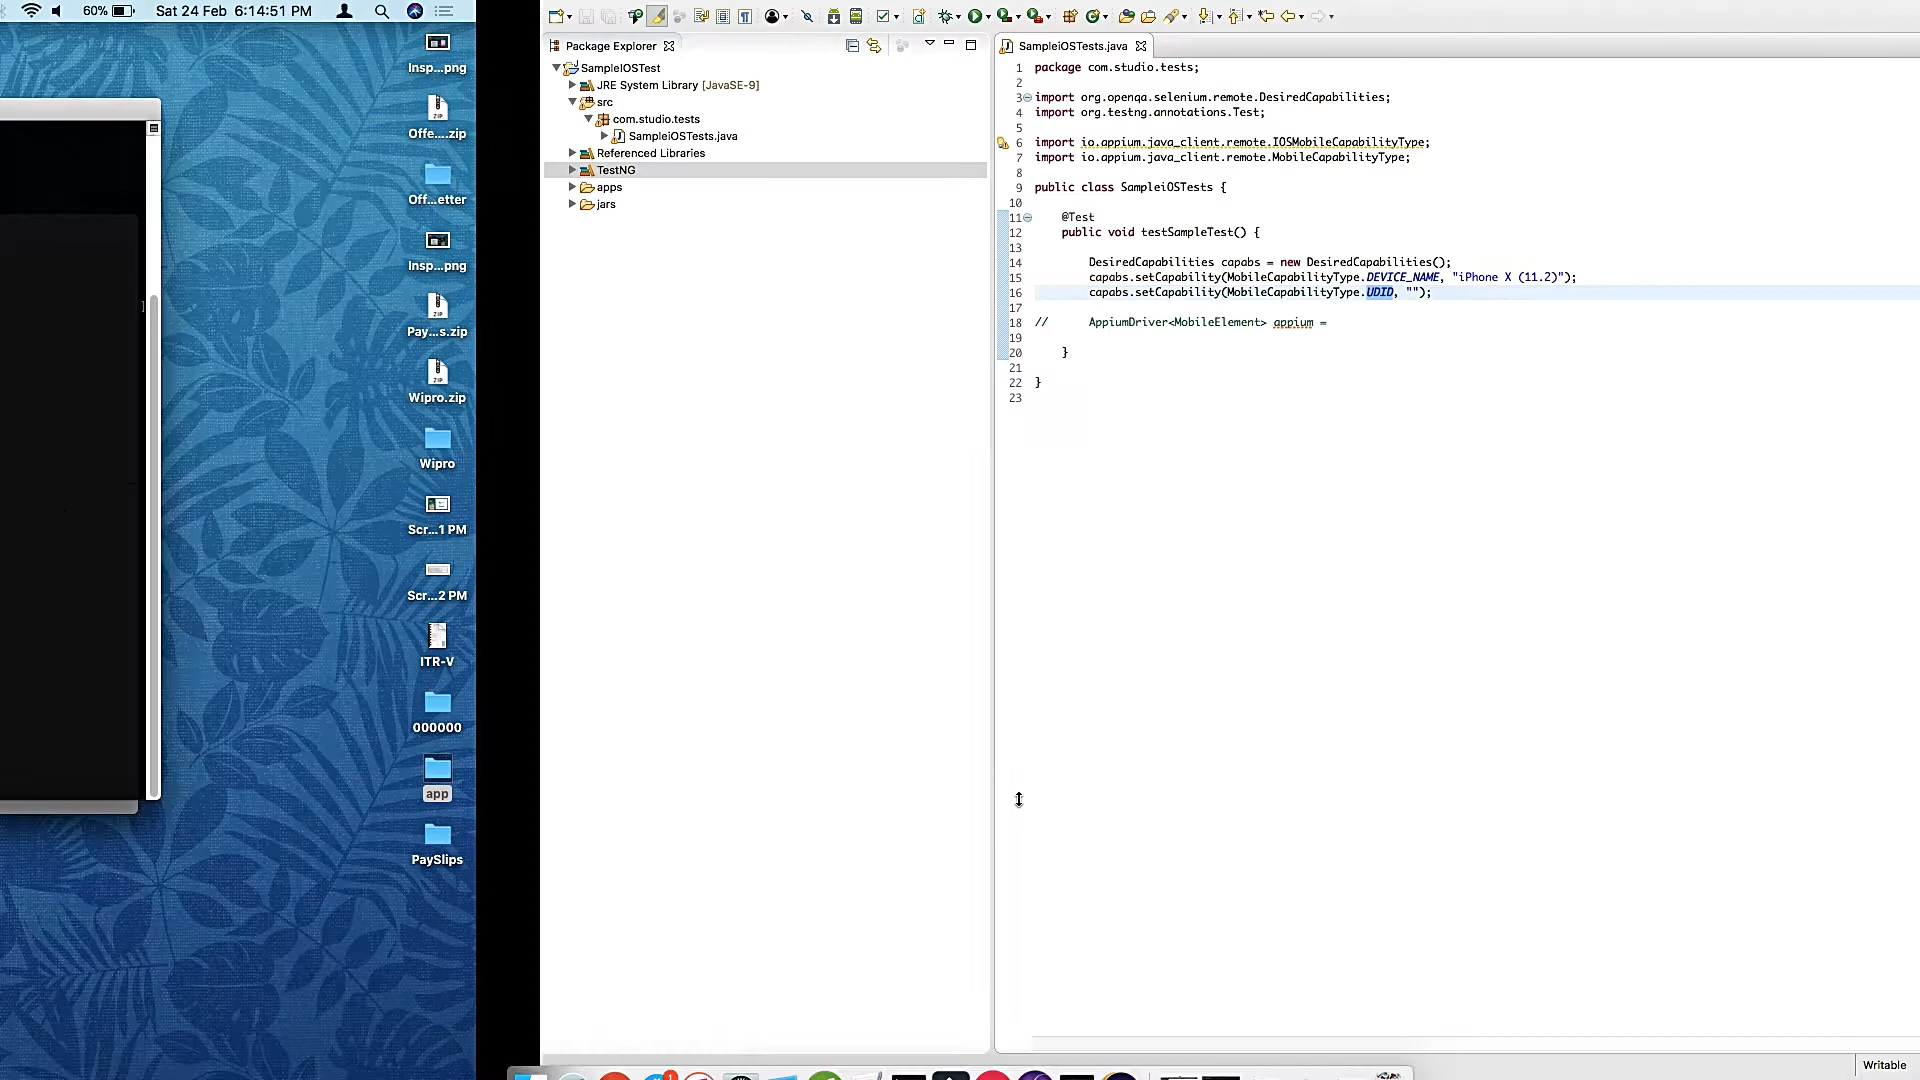 60%
Sat 24 Feb 6:14:51 PM
Insp...png
Offe....zip
Off...etter
Insp...png
Pay...s.zip
Wipro.zip
Wipro
Scr...1 PM
Scr...2 PM
ITR-V
000000
app
PaySlips
Package Explorer
SampleIOSTest
JRE System Library [JavaSE-9]
src
com.studio.tests
SampleiOSTests.java
Referenced Libraries
TestNG
apps
jars
SampleiOSTests.java
1 package com.studio.tests;
2
3 import org.openqa.selenium.remote.DesiredCapabilities;
4 import org.testng.annotations.Test;
5
6 import io.appium.java_client.remote.IOSMobileCapabilityType;
7 import io.appium.java_client.remote.MobileCapabilityType;
8
9 public class SampleiOSTests {
10
11 @Test
12 public void testSampleTest() {
13
14 DesiredCapabilities capabs = new DesiredCapabilities();
15 capabs.setCapability(MobileCapabilityType.DEVICE_NAME, "iPhone X (11.2)");
16 capabs.setCapability(MobileCapabilityType.UDID, "");
17
18 // AppiumDriver<MobileElement> appium =
19
20 }
21
22 }
23
Writable